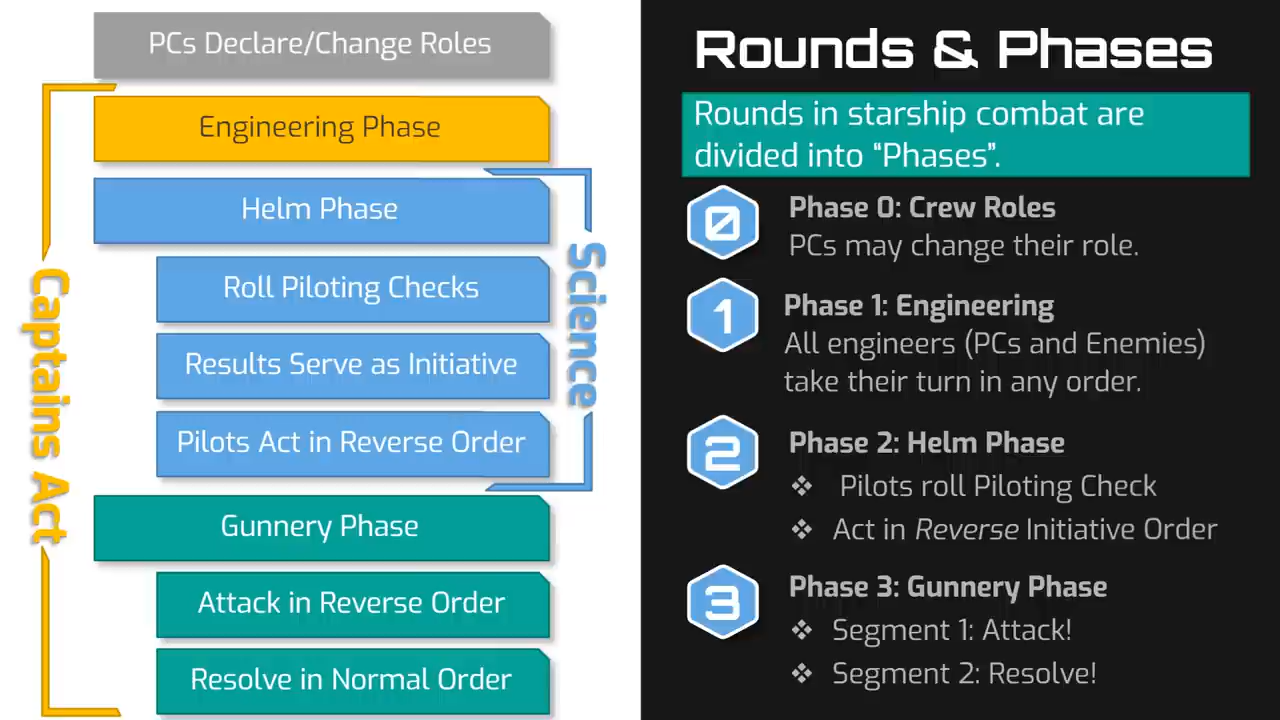 PCs Declare/Change Roles
Engineering Phase
Helm Phase
Roll Piloting Checks
Results Serve as Initiative
Pilots Act in Reverse Order
Gunnery Phase
Attack in Reverse Order
Resolve in Normal Order
Captains Act
Science
Rounds & Phases
Rounds in starship combat are
divided into “Phases”.
0
Phase 0: Crew Roles
PCs may change their role.
1
Phase 1: Engineering
All engineers (PCs and Enemies)
take their turn in any order.
2
Phase 2: Helm Phase
❖ Pilots roll Piloting Check
❖ Act in Reverse Initiative Order
3
Phase 3: Gunnery Phase
❖ Segment 1: Attack!
❖ Segment 2: Resolve!